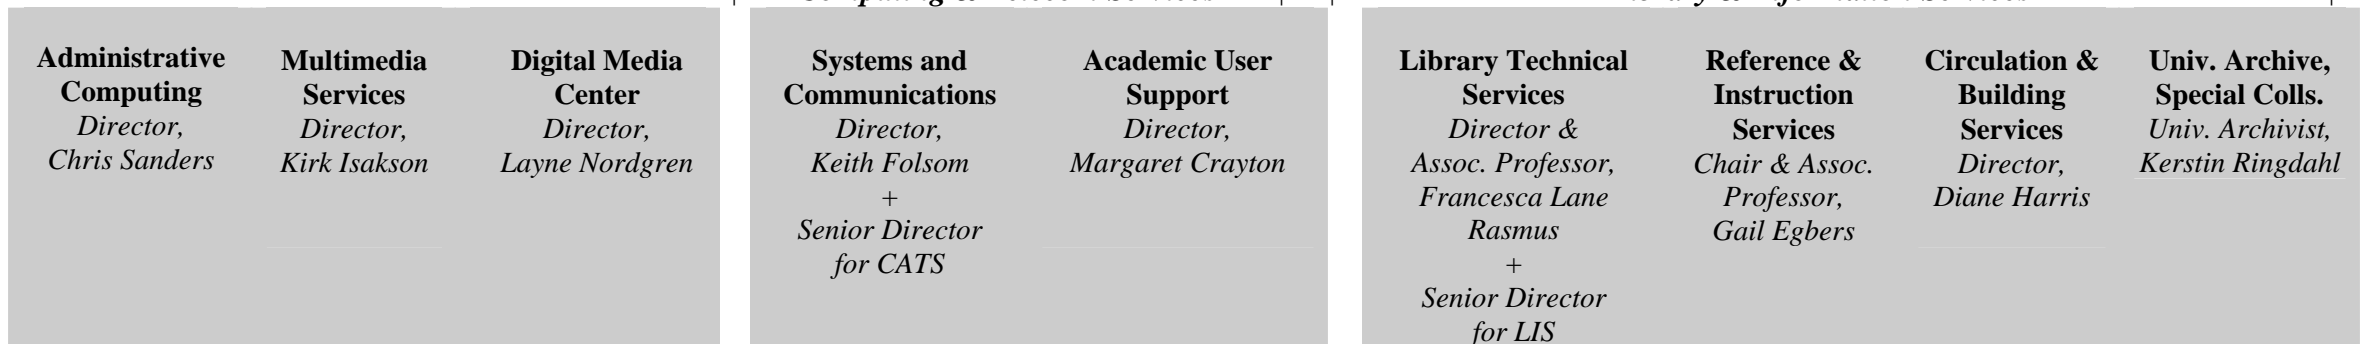 Administrative
Computing
Director,
Chris Sanders
Multimedia
Services
Director,
Kirk Isakson
Digital Media
Center
Director,
Layne Nordgren
Systems and
Communications
Director,
Keith Folsom
+
Senior Director
for CATS
Academic User
Support
Director,
Margaret Crayton
Library Technical
Services
Director &
Assoc. Professor,
Francesca Lane
Rasmus
+
Senior Director
for LIS
Reference &
Instruction
Services
Chair & Assoc.
Professor,
Gail Egbers
Circulation &
Building
Services
Director,
Diane Harris
Univ. Archive,
Special Colls.
Univ. Archivist,
Kerstin Ringdahl